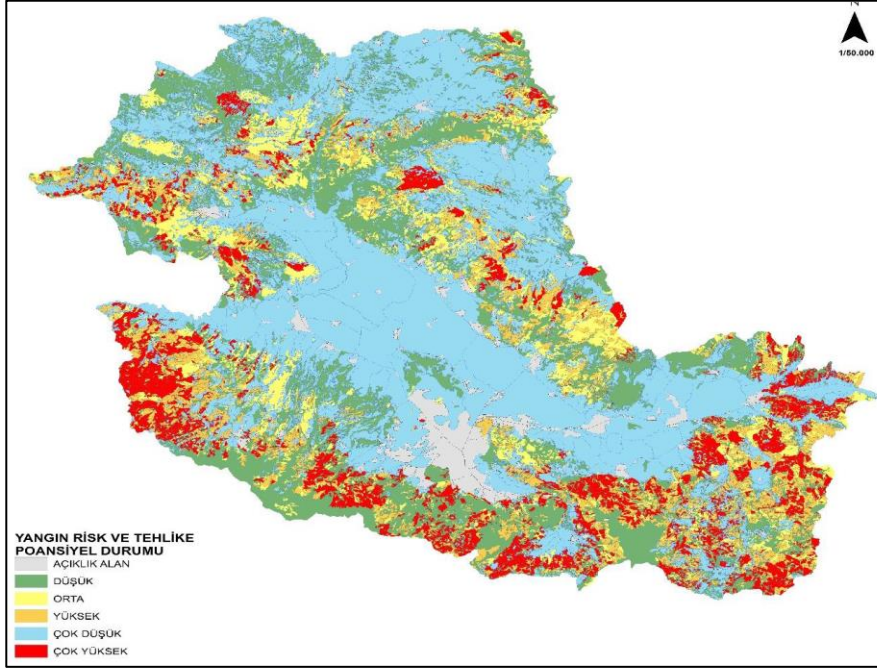 N
1/50.000
YANGIN RİSK VE TEHLİKE
POANSİYEL DURUMU
AÇIKLIK ALAN
DÜŞÜK
ORTA
YÜKSEK
ÇOK DÜŞÜK
ÇOK YÜKSEK